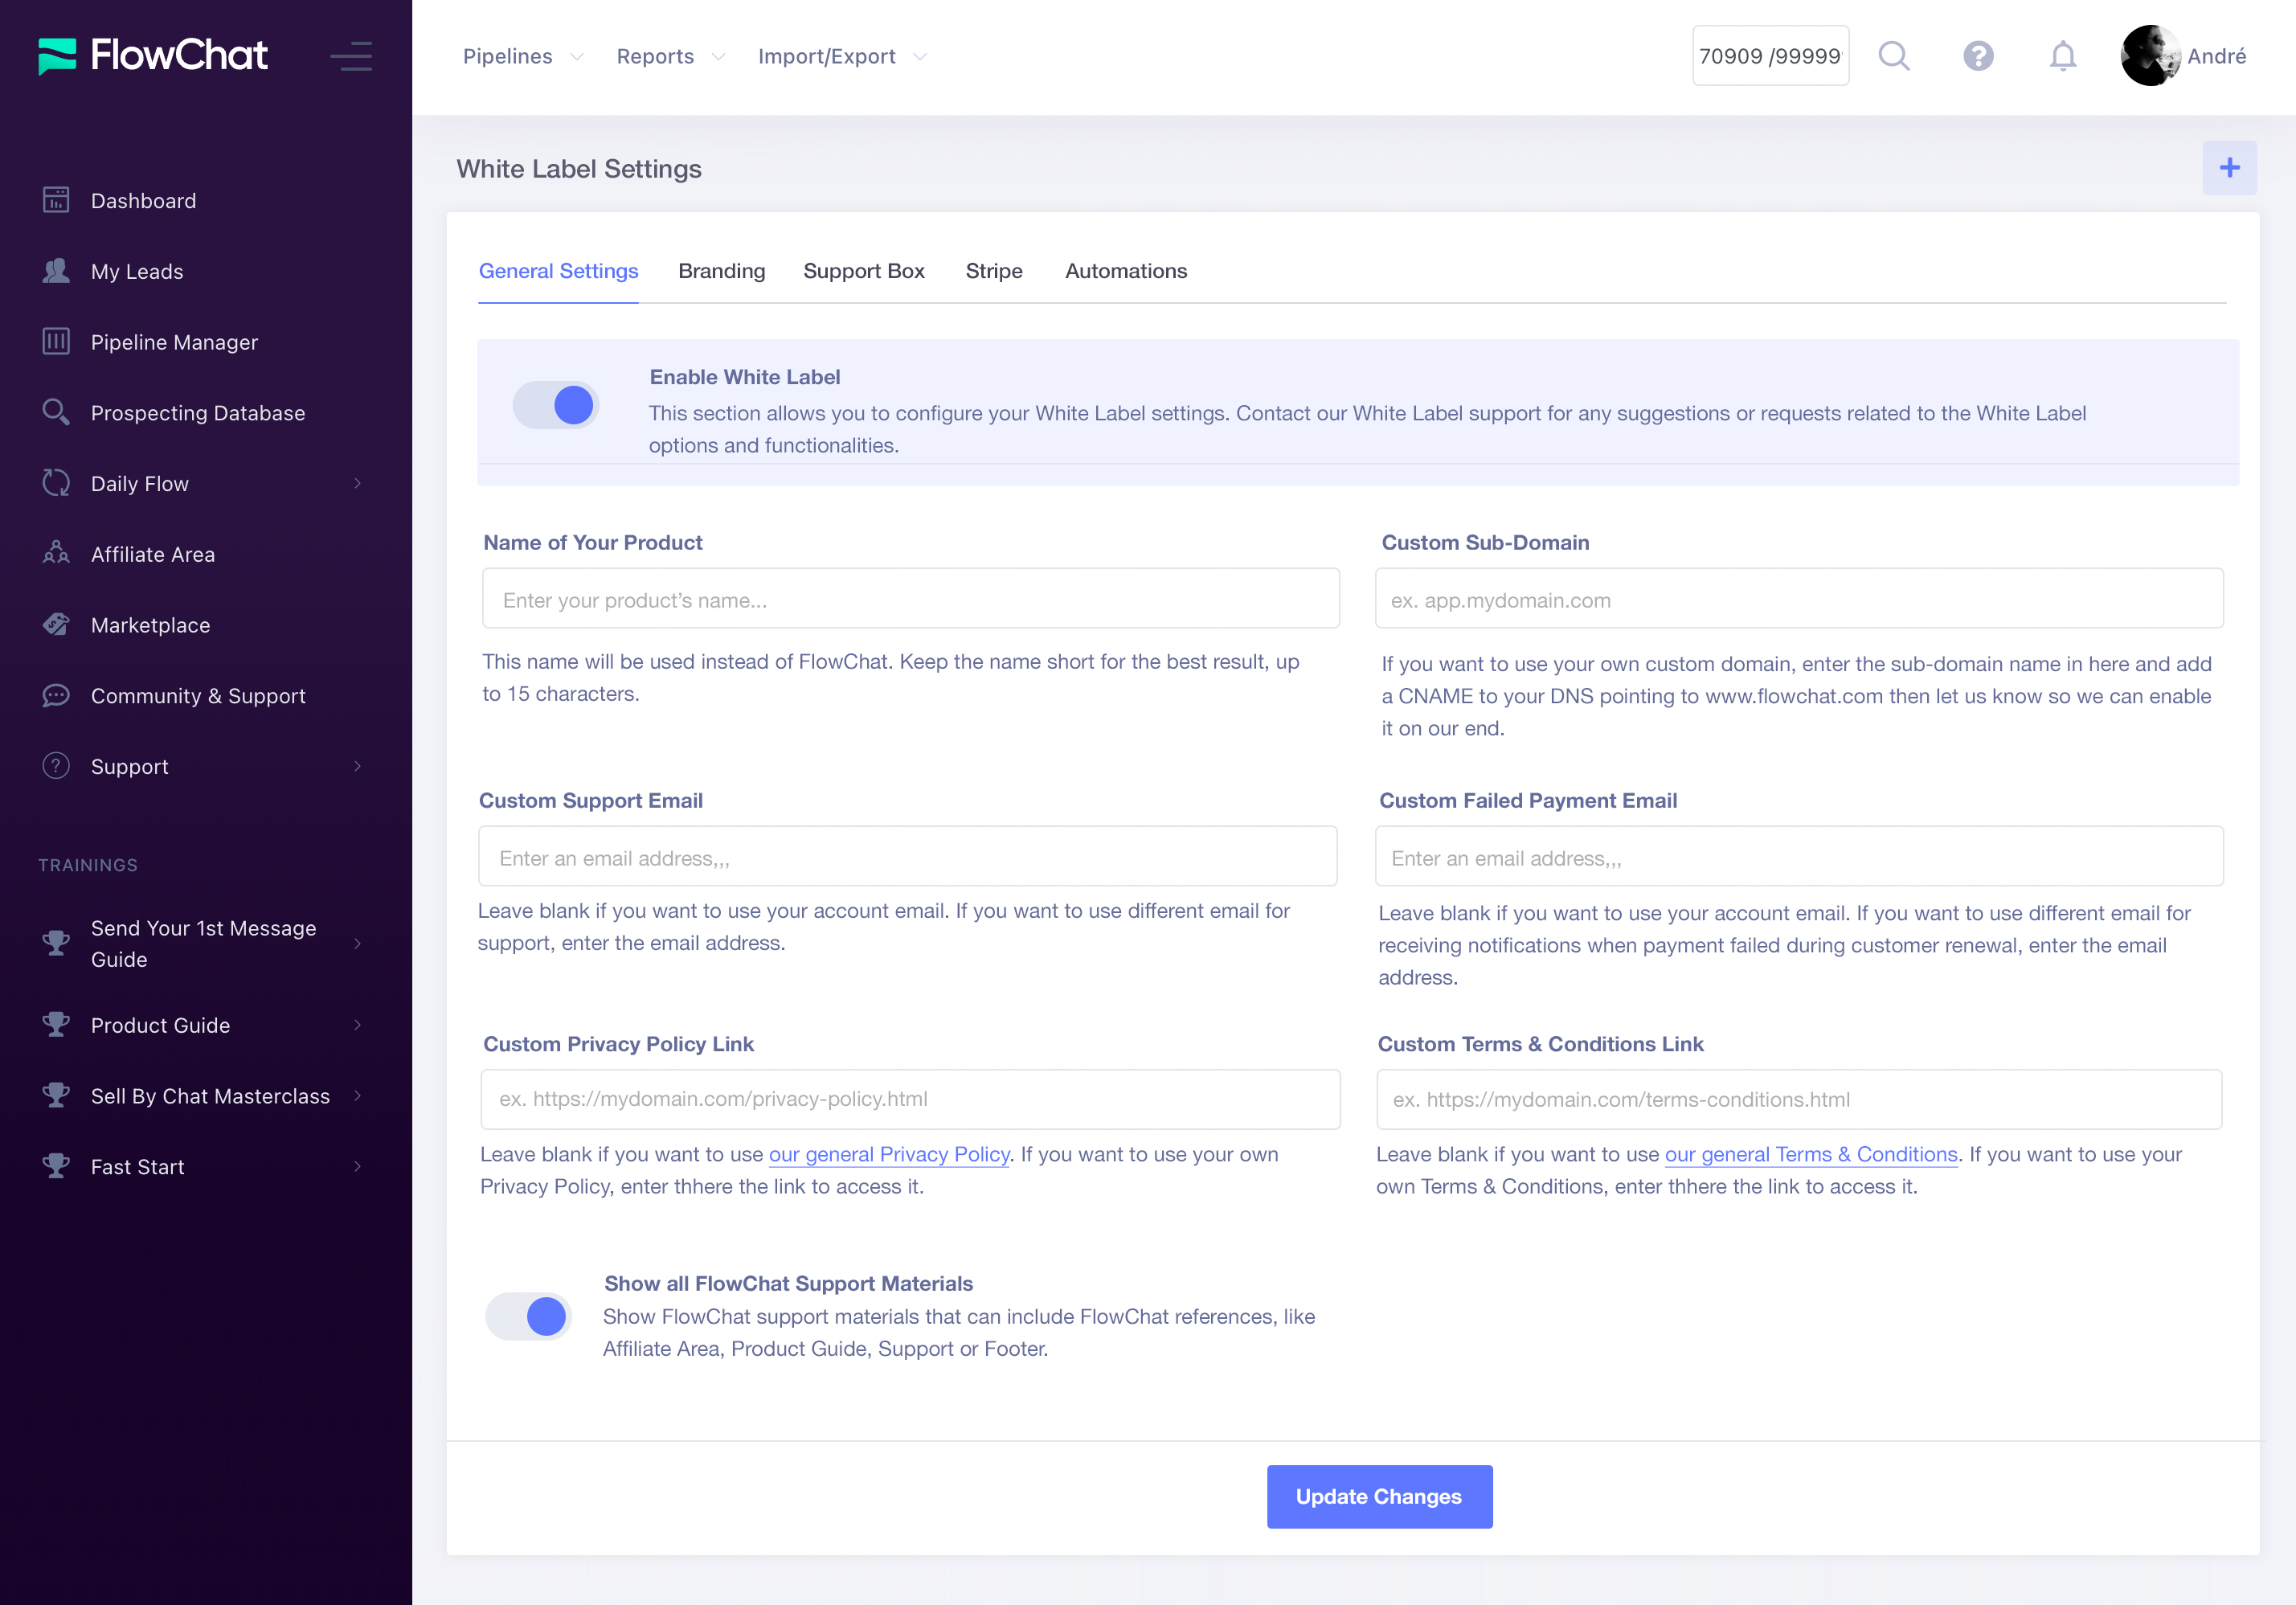 FlowChat
Pipelines
Reports
Import/Export
70909 /99999
André
Dashboard
My Leads
Pipeline Manager
Prospecting Database
Daily Flow
Affiliate Area
Marketplace
Community & Support
Support
TRAININGS
Send Your 1st Message
Guide
Product Guide
Sell By Chat Masterclass
Fast Start
White Label Settings
General Settings
Branding
Support Box
Stripe
Automations
Enable White Label
This section allows you to configure your White Label settings. Contact our White Label support for any suggestions or requests related to the White Label
options and functionalities.
Name of Your Product
Enter your product’s name...
This name will be used instead of FlowChat. Keep the name short for the best result, up
to 15 characters.
Custom Sub-Domain
ex. app.mydomain.com
If you want to use your own custom domain, enter the sub-domain name in here and add
a CNAME to your DNS pointing to www.flowchat.com then let us know so we can enable
it on our end.
Custom Support Email
Enter an email address,,,
Leave blank if you want to use your account email. If you want to use different email for
support, enter the email address.
Custom Failed Payment Email
Enter an email address,,,
Leave blank if you want to use your account email. If you want to use different email for
receiving notifications when payment failed during customer renewal, enter the email
address.
Custom Privacy Policy Link
ex. https://mydomain.com/privacy-policy.html
Leave blank if you want to use our general Privacy Policy. If you want to use your own
Privacy Policy, enter thhere the link to access it.
Custom Terms & Conditions Link
ex. https://mydomain.com/terms-conditions.html
Leave blank if you want to use our general Terms & Conditions. If you want to use your
own Terms & Conditions, enter thhere the link to access it.
Show all FlowChat Support Materials
Show FlowChat support materials that can include FlowChat references, like
Affiliate Area, Product Guide, Support or Footer.
Update Changes